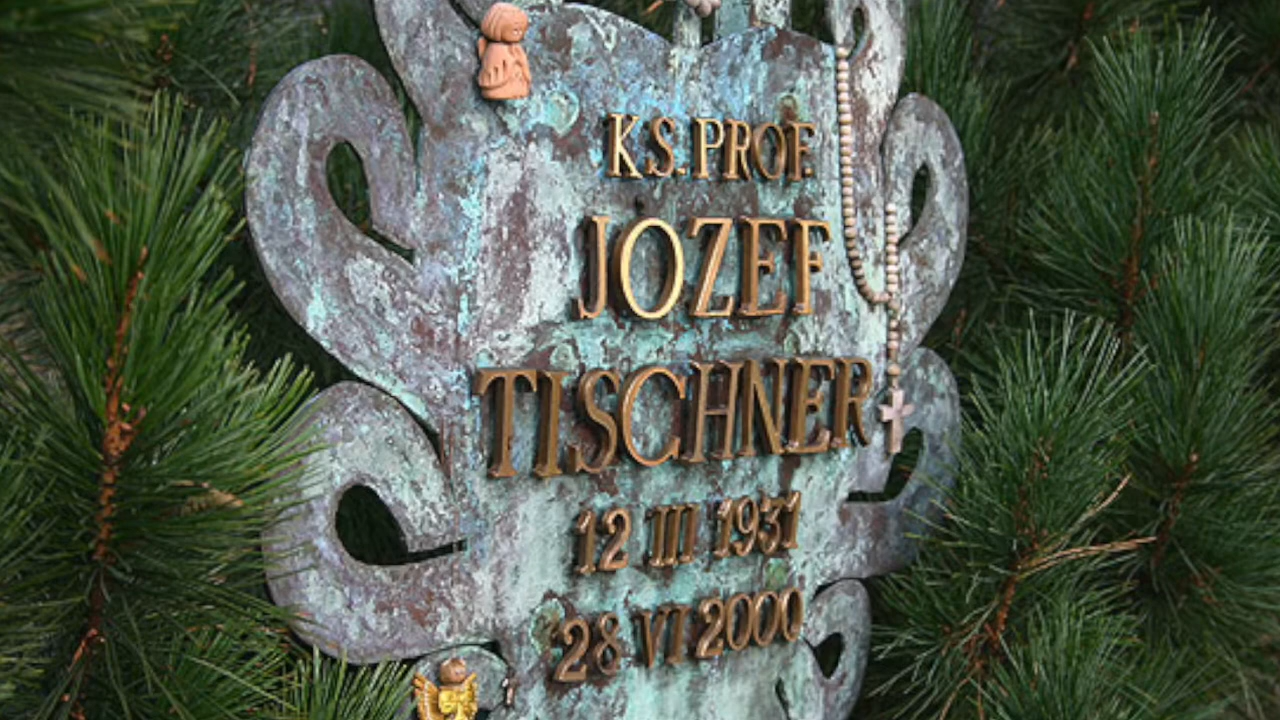 KS. PROF.
JOZEF
TISCHNER
12 III 1931
28 VI 2000